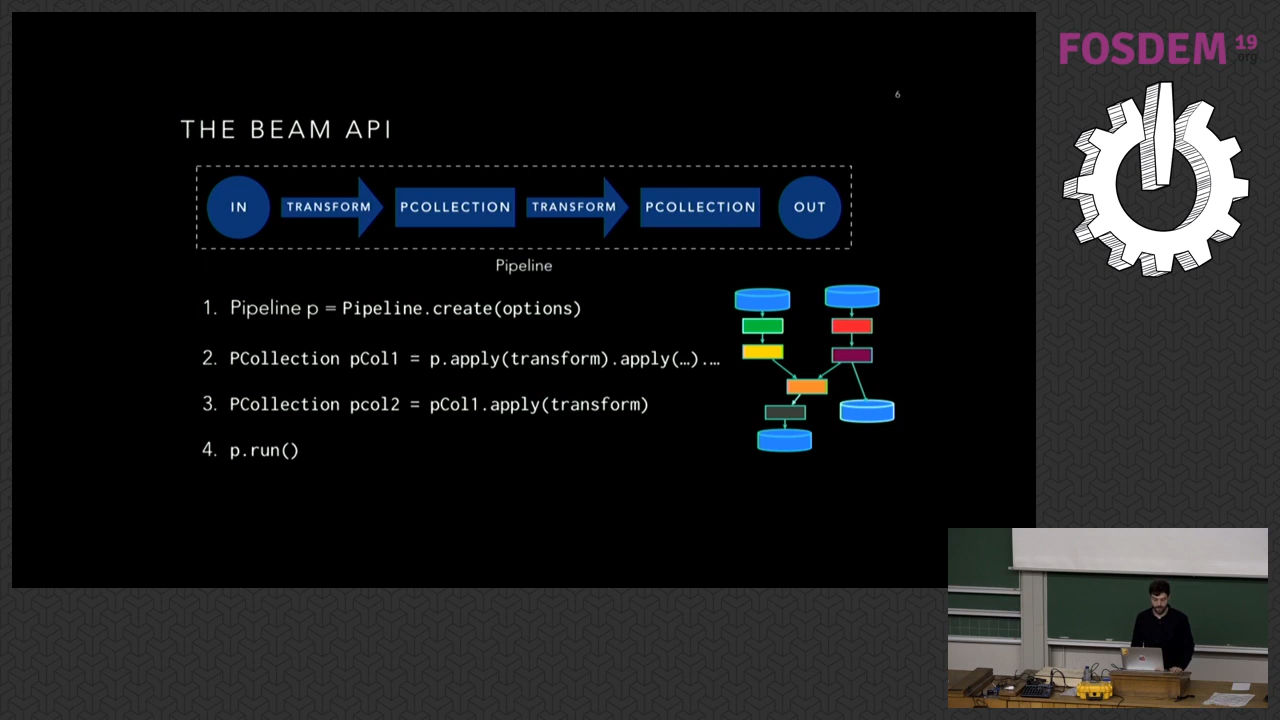 FOSDEM 19
.org
6
THE BEAM API
IN TRANSFORM PCOLLECTION TRANSFORM PCOLLECTION OUT
Pipeline
1. Pipeline p = Pipeline.create(options)
2. PCollection pCol1 = p.apply(transform).apply(…).…
3. PCollection pcol2 = pCol1.apply(transform)
4. p.run()